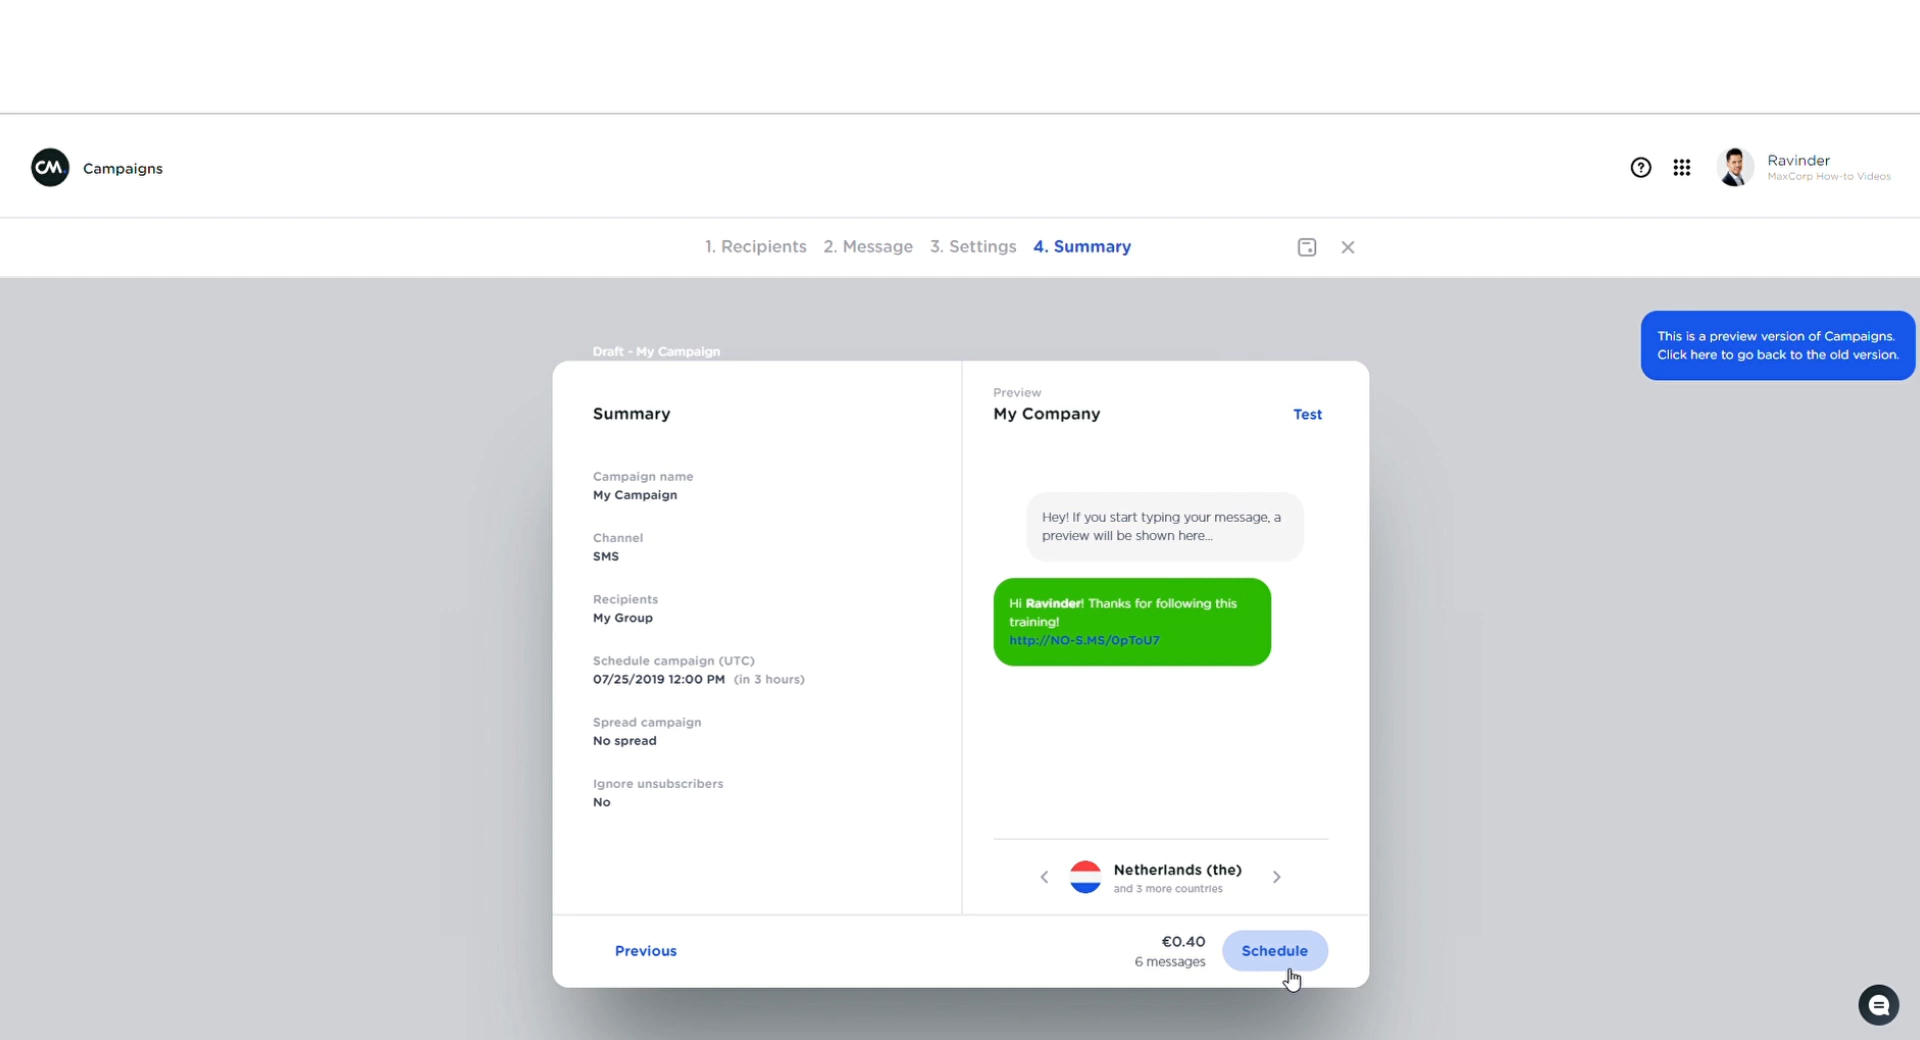 CM.
Campaigns
Ravinder
MaxCorp How-to Videos
1. Recipients 2. Message 3. Settings 4. Summary
This is a preview version of Campaigns.
Click here to go back to the old version.
Draft - My Campaign
Summary
Campaign name
My Campaign
Channel
SMS
Recipients
My Group
Schedule campaign (UTC)
07/25/2019 12:00 PM (in 3 hours)
Spread campaign
No spread
Ignore unsubscribers
No
Preview
My Company
Test
Hey! If you start typing your message, a
preview will be shown here...
Hi Ravinder! Thanks for following this
training!
http://NO-S.MS/0pToU7
Netherlands (the)
and 3 more countries
Previous
€0.40
6 messages
Schedule